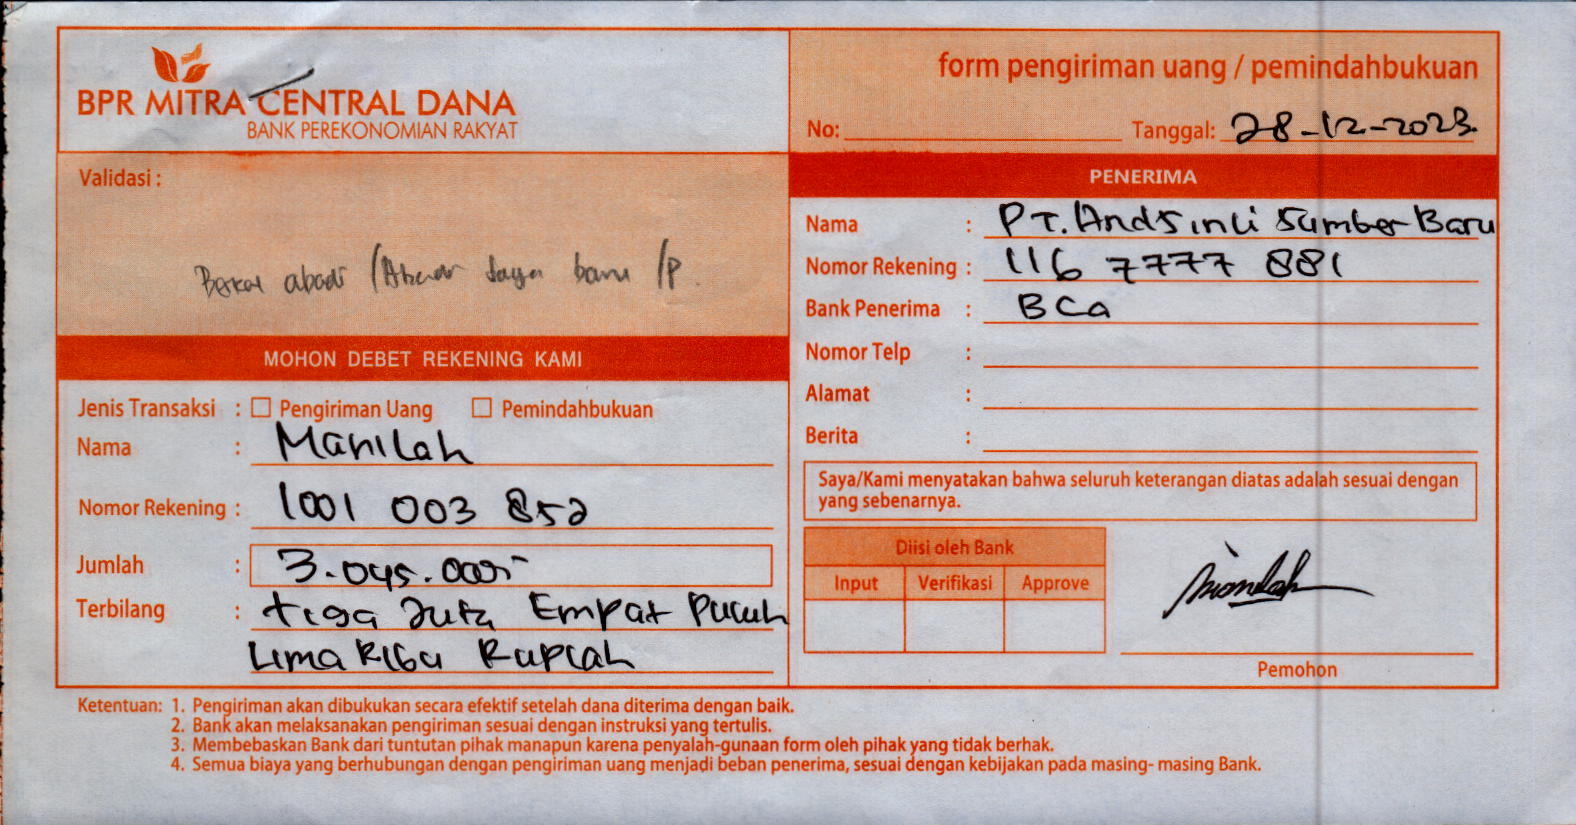 BPR MITRA CENTRAL DANA
BANK PEREKONOMIAN RAKYAT
form pengiriman uang / pemindahbukuan
No: Tanggal: 28-12-2023
Validasi :
abadi / baru /P.
PENERIMA
Nama : PT. Andsinli Sumber Baru
Nomor Rekening : 116 7777 881
Bank Penerima : BCA
Nomor Telp :
Alamat :
Berita :
MOHON DEBET REKENING KAMI
Jenis Transaksi : Pengiriman Uang Pemindahbukuan
Nama : Manilah
Nomor Rekening : 1001 003 852
Jumlah : 3.045.000
Terbilang : tiga Juta Empat Puluh
Lima Ribu Rupiah
Saya/Kami menyatakan bahwa seluruh keterangan diatas adalah sesuai dengan
yang sebenarnya.
Diisi oleh Bank
Input Verifikasi Approve
Pemohon
Ketentuan: 1. Pengiriman akan dibukukan secara efektif setelah dana diterima dengan baik.
2. Bank akan melaksanakan pengiriman sesuai dengan instruksi yang tertulis.
3. Membebaskan Bank dari tuntutan pihak manapun karena penyalah-gunaan form oleh pihak yang tidak berhak.
4. Semua biaya yang berhubungan dengan pengiriman uang menjadi beban penerima, sesuai dengan kebijakan pada masing- masing Bank.